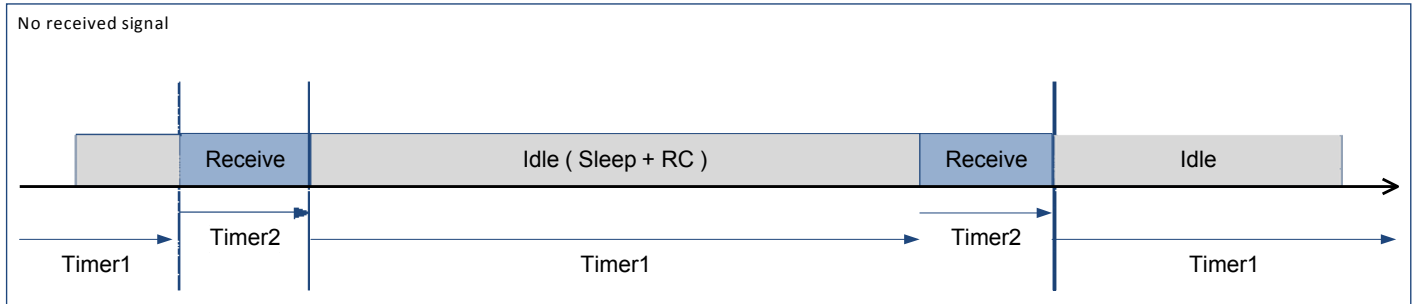 No received signal
Receive
Idle ( Sleep + RC )
Receive
Idle
Timer2
Timer2
Timer1
Timer1
Timer1